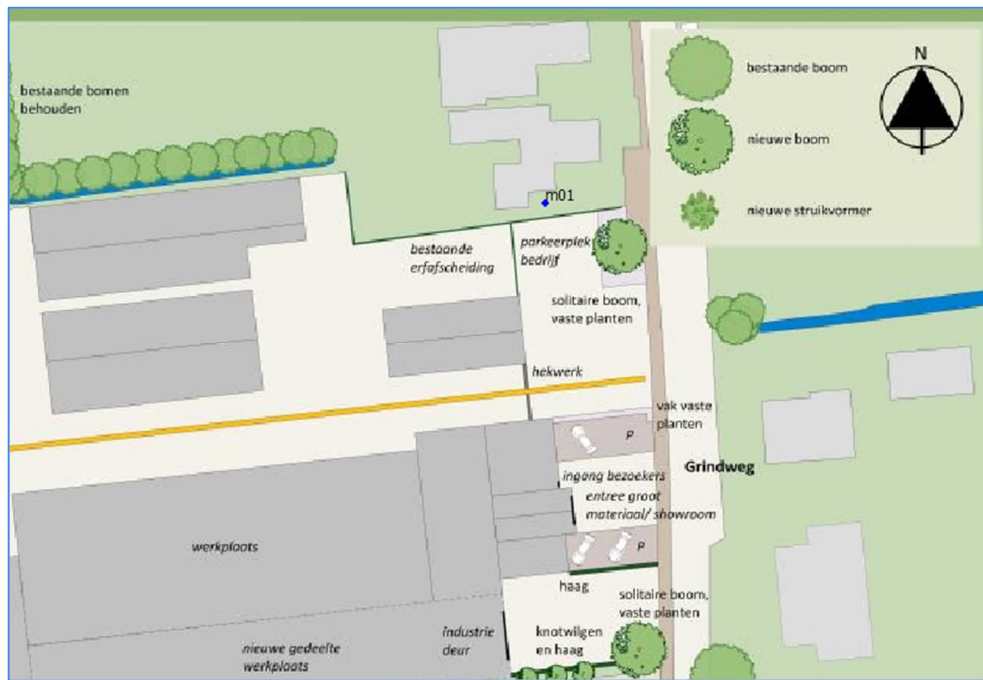 bestaande bomen
behouden
bestaande boom
N
nieuwe boom
nieuwe struikvormer
m01
bestaande
erfafscheiding
parkeerplek
bedrijf
solitaire boom,
vaste planten
hekwerk
vak vaste
planten
P
Grindweg
ingang bezoekers
entree groot
materiaal/ showroom
P
werkplaats
haag
solitaire boom,
vaste planten
industrie
deur
knotwilgen
en haag
nieuwe gedeelte
werkplaats